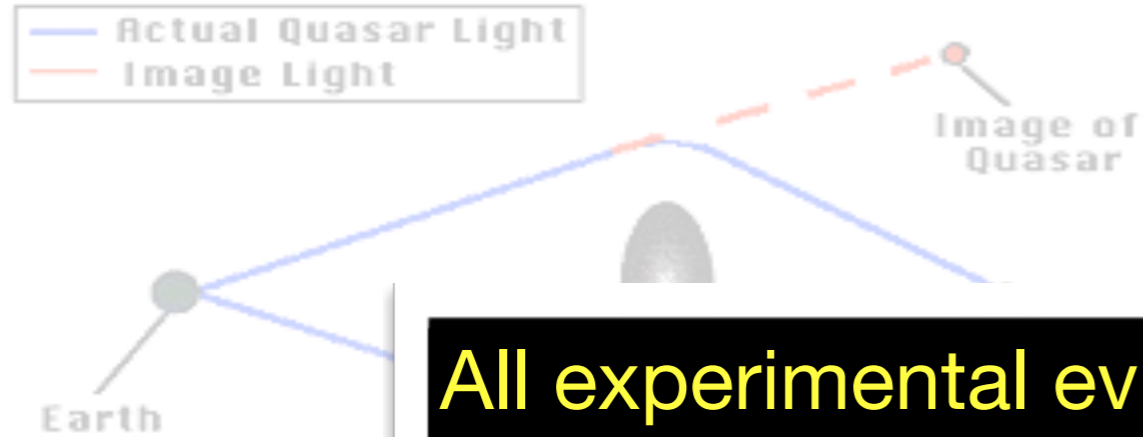 Actual Quasar Light
Image Light
Image of
Quasar
Earth
All experimental ev